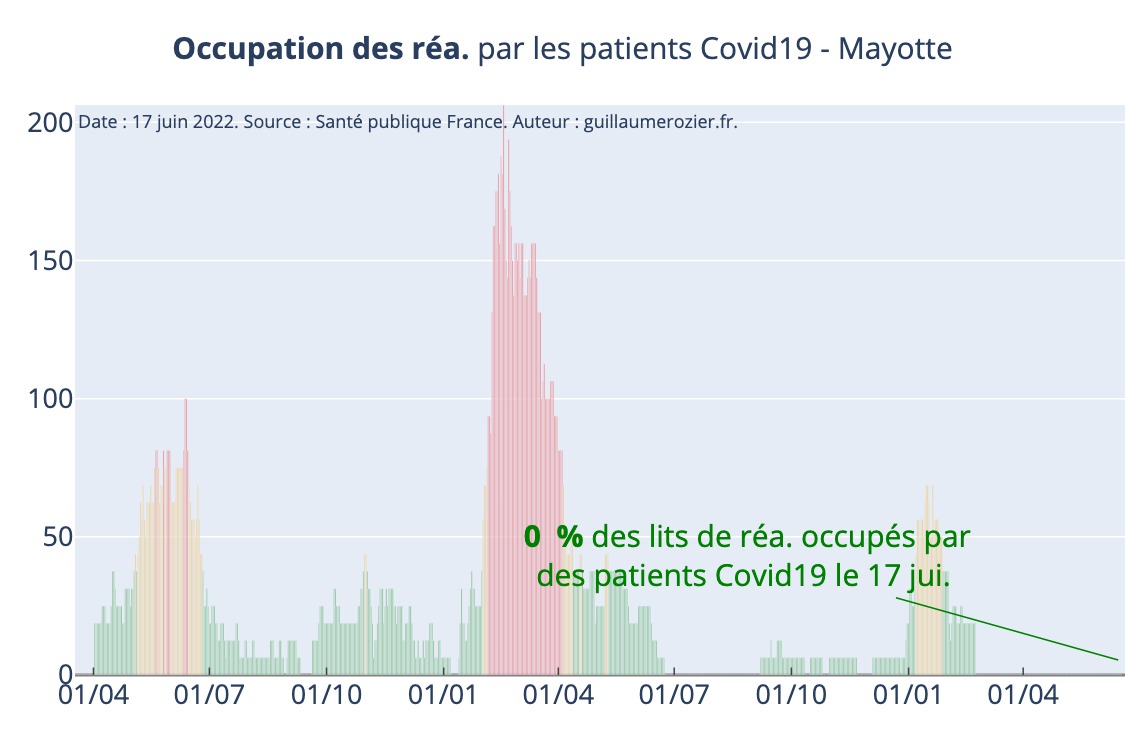 Occupation des réa. par les patients Covid19 - Mayotte
200
Date : 17 juin 2022. Source : Santé publique France. Auteur : guillaumerozier.fr.
150
100
50
0 % des lits de réa. occupés par
des patients Covid19 le 17 jui.
0
01/04 01/07 01/10 01/01 01/04 01/07 01/10 01/01 01/04